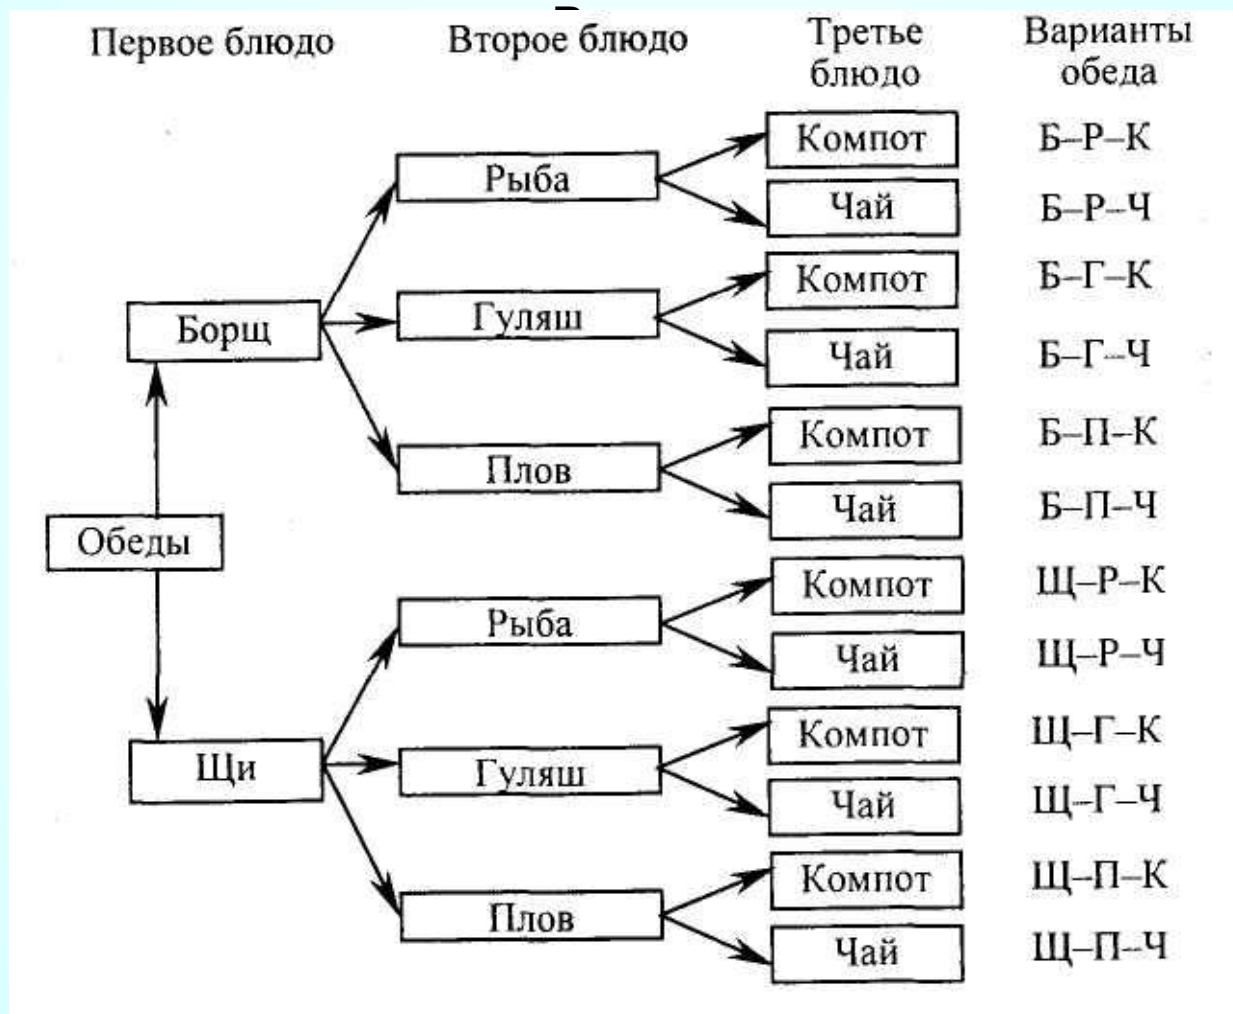 Первое блюдо
Второе блюдо
Третье
блюдо
Варианты
обеда
Компот
Б–Р–К
Рыба
Чай
Б–Р–Ч
Компот
Б–Г–К
Борщ
Гуляш
Чай
Б–Г–Ч
Компот
Б–П–К
Плов
Чай
Б–П–Ч
Обеды
Компот
Щ–Р–К
Рыба
Чай
Щ–Р–Ч
Компот
Щ–Г–К
Щи
Гуляш
Чай
Щ–Г–Ч
Компот
Щ–П–К
Плов
Чай
Щ–П–Ч